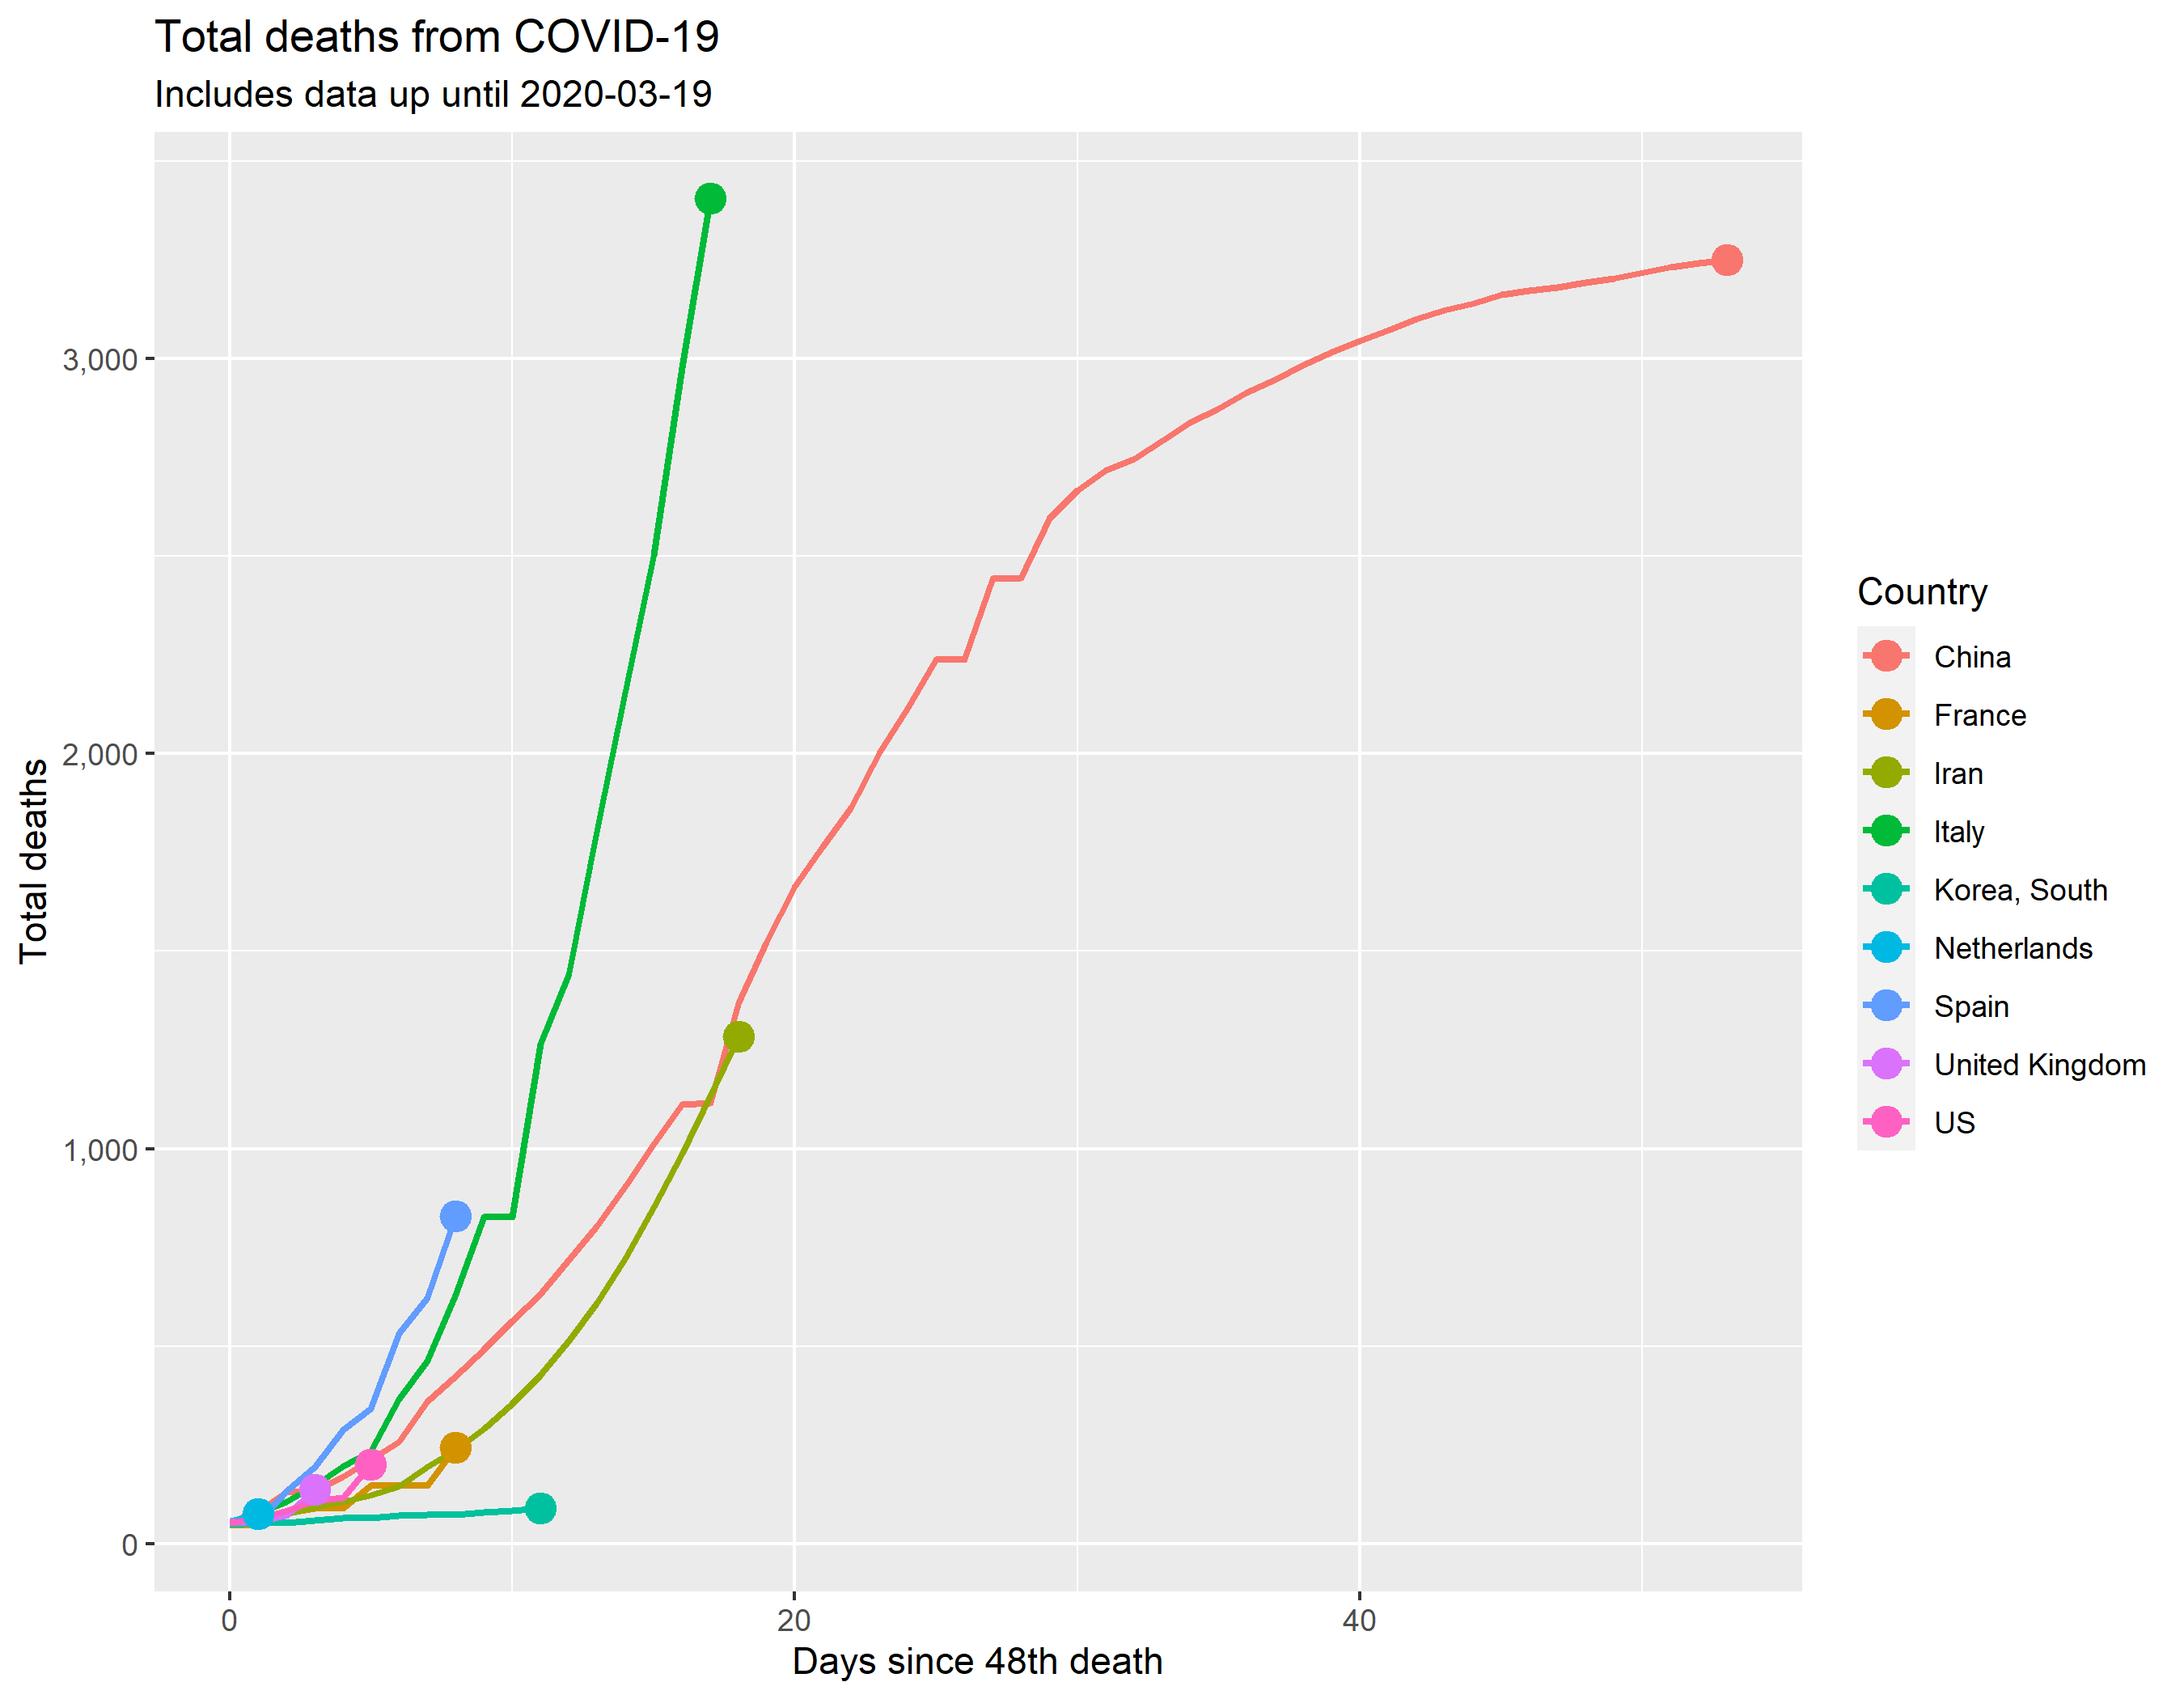 Total deaths from COVID-19
Includes data up until 2020-03-19
Total deaths
3,000
2,000
1,000
0
0
20
40
Days since 48th death
Country
China
France
Iran
Italy
Korea, South
Netherlands
Spain
United Kingdom
US